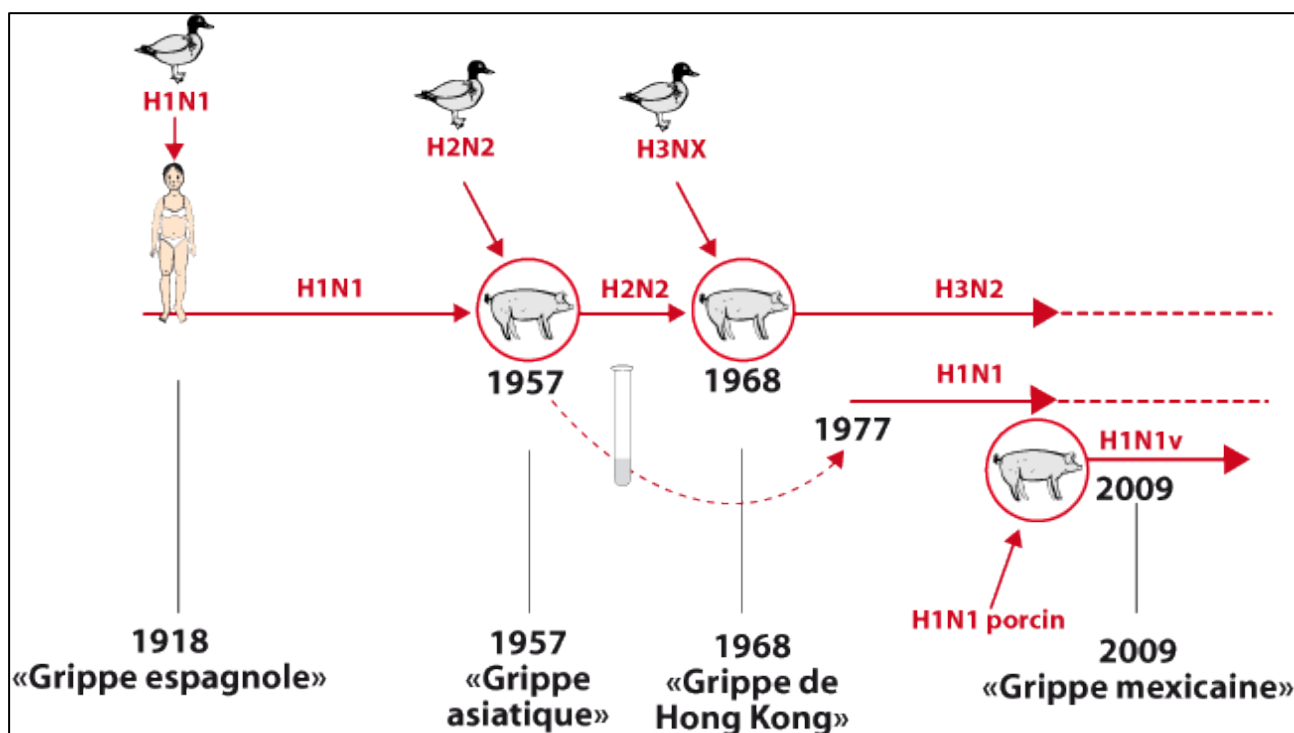 H1N1
H2N2
H3NX
H1N1
H2N2
H3N2
1957
1968
H1N1
1977
H1N1v
2009
H1N1 porcin
1918
«Grippe espagnole»
1957
«Grippe
asiatique»
1968
«Grippe de
Hong Kong»
2009
«Grippe mexicaine»